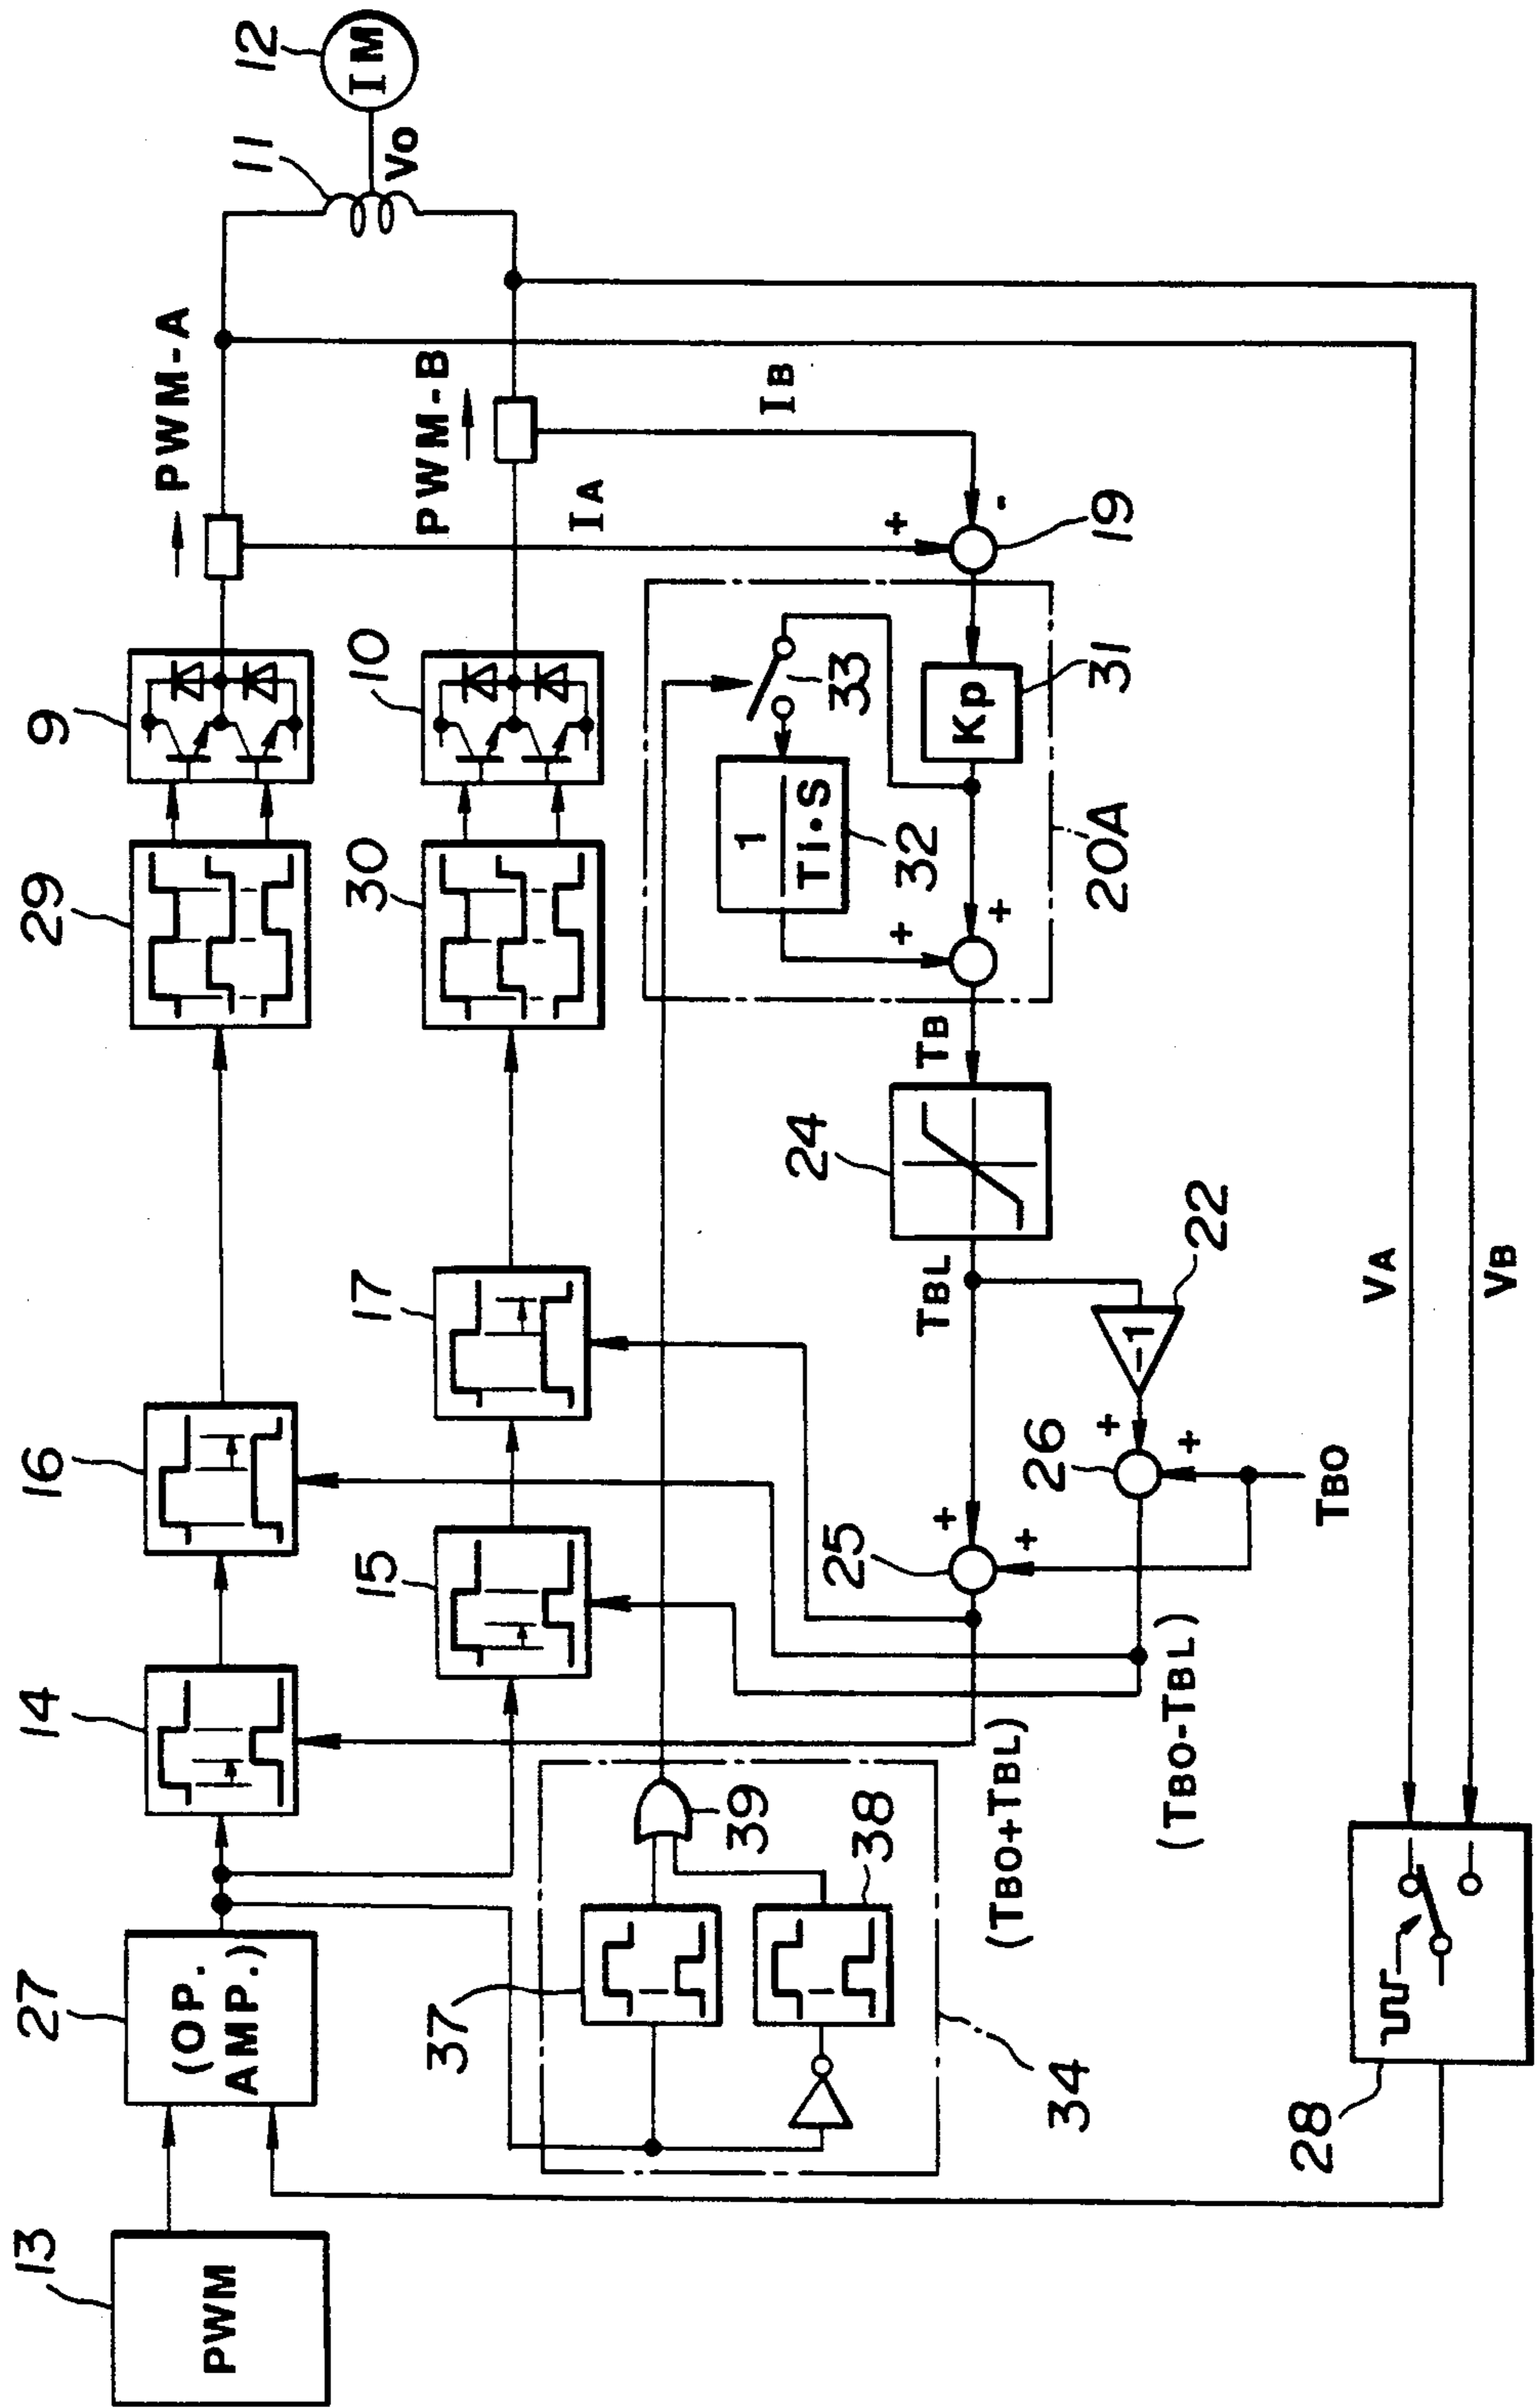 13
PWM
27
(OP.
AMP.)
14
16
29
9
PWM-A
11
12
IM
Vo
15
17
30
10
PWM-B
IA
IB
37
38
39
34
33
1
Ti·S
32
Kp
31
20A
+
-
19
+
+
TB
24
TBL
-1
22
25
+
+
26
+
+
TBO
(TBO+TBL)
(TBO-TBL)
28
VA
VB